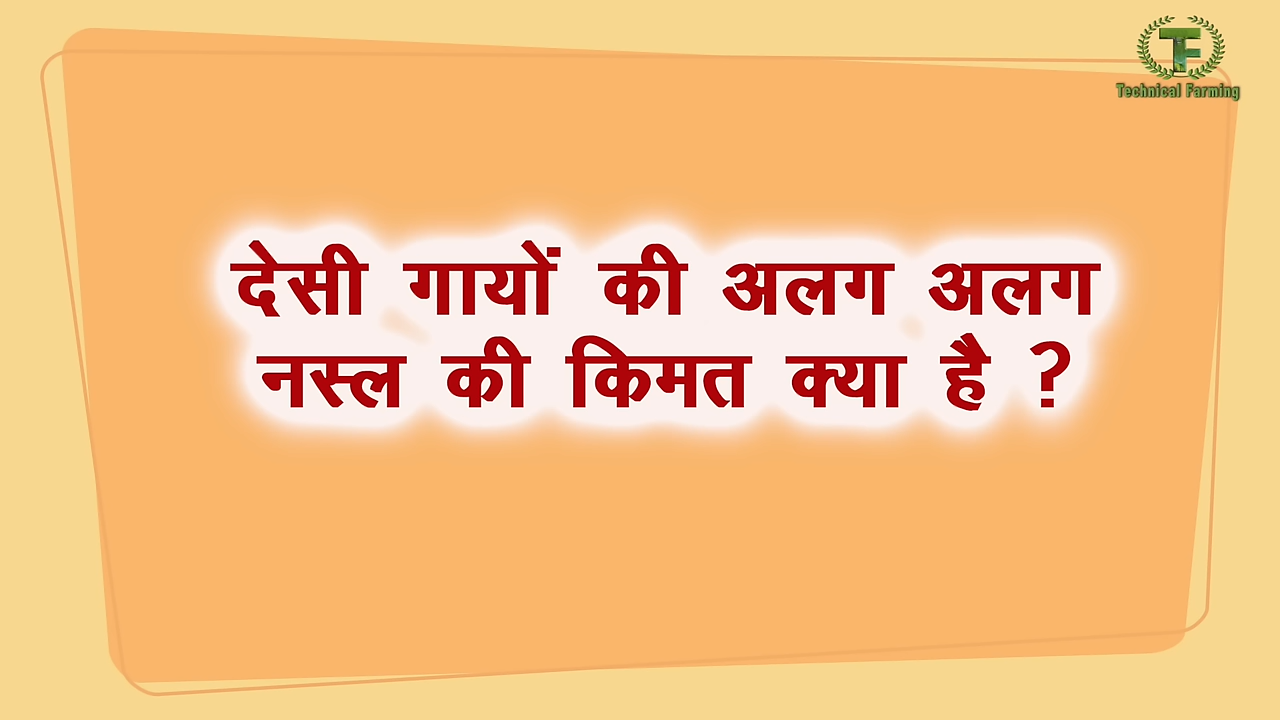 Technical Farming
देसी गायों की अलग अलग
नस्ल की किमत क्या है ?